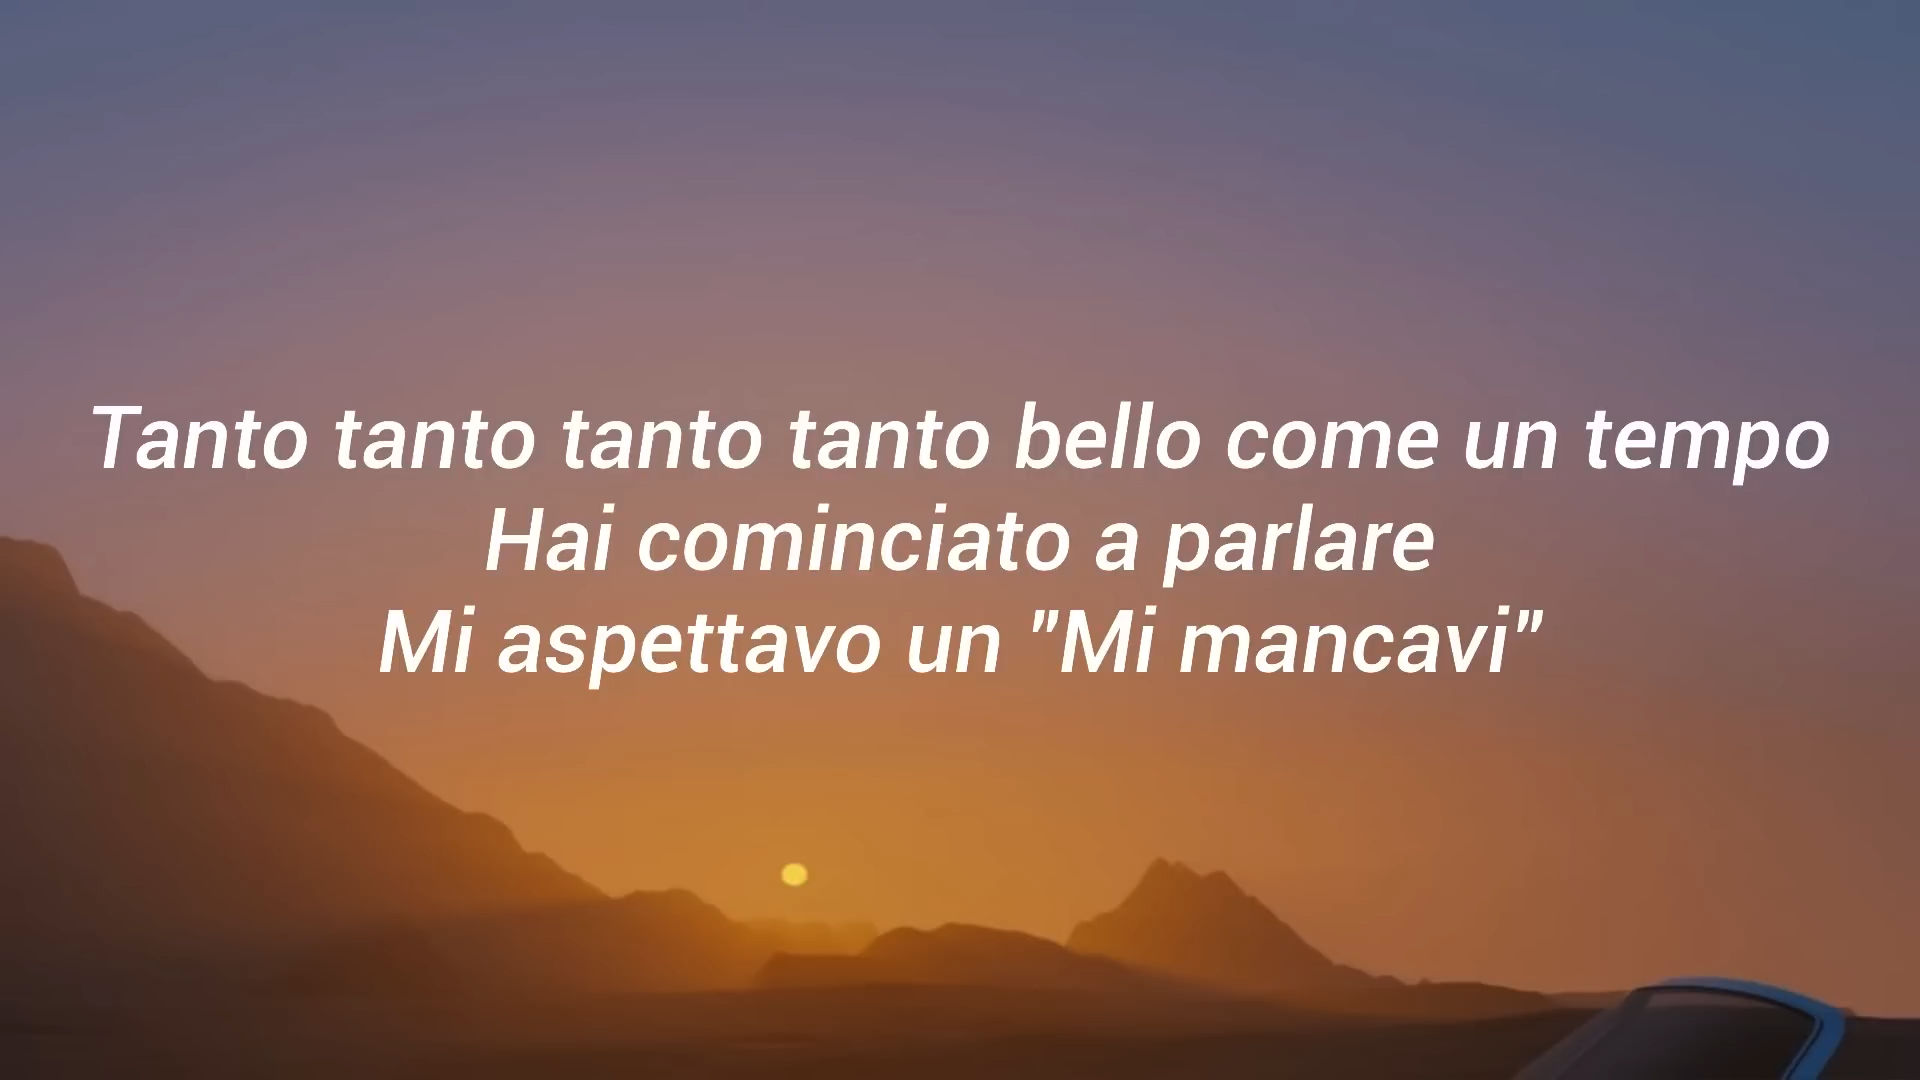 Tanto tanto tanto tanto bello come un tempo
Hai cominciato a parlare
Mi aspettavo un "Mi mancavi"